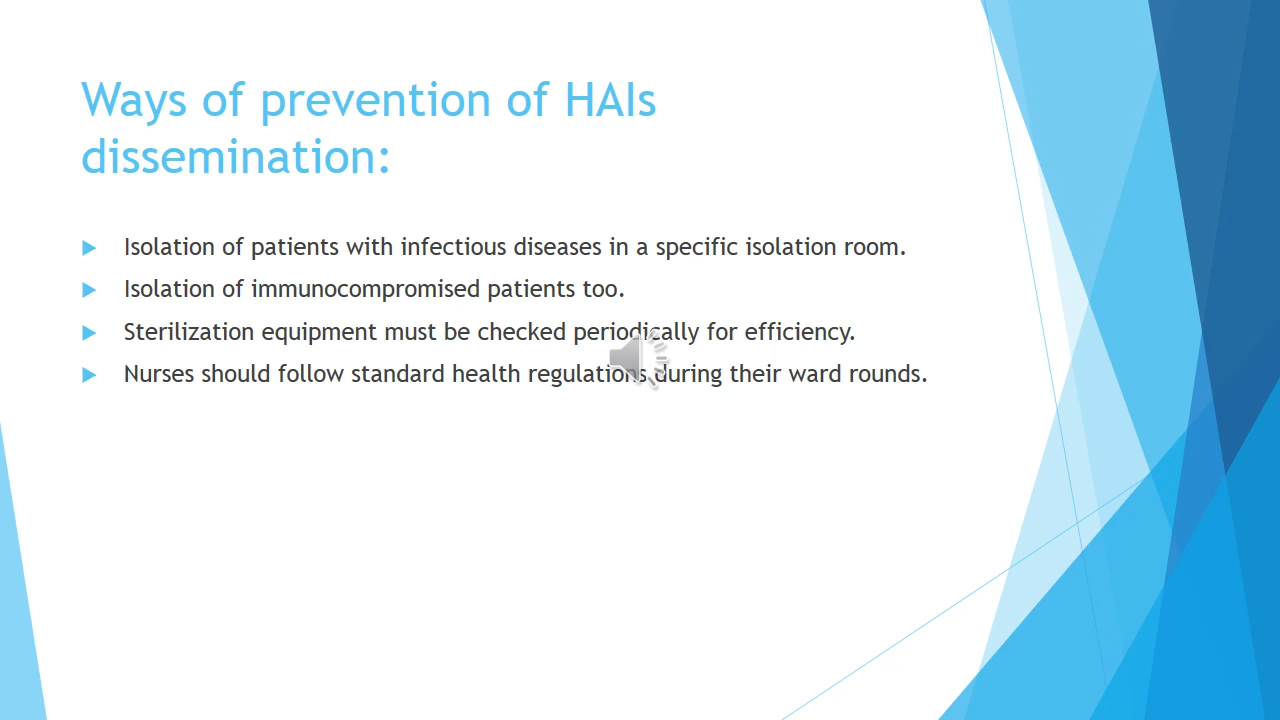 Ways of prevention of HAIs
dissemination:
Isolation of patients with infectious diseases in a specific isolation room.
Isolation of immunocompromised patients too.
Sterilization equipment must be checked periodically for efficiency.
Nurses should follow standard health regulations during their ward rounds.